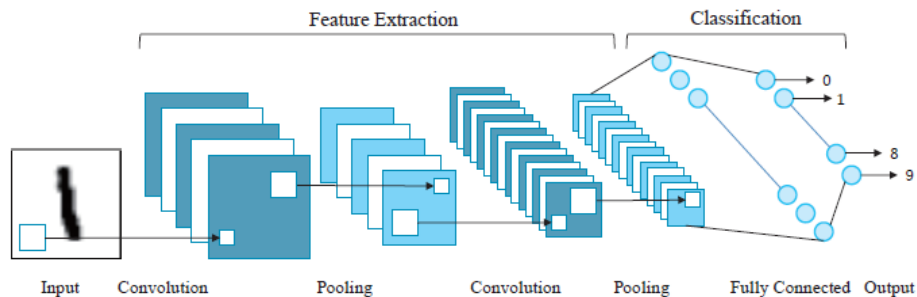 Feature Extraction
Classification
0
1
8
9
Input
Convolution
Pooling
Convolution
Pooling
Fully Connected
Output